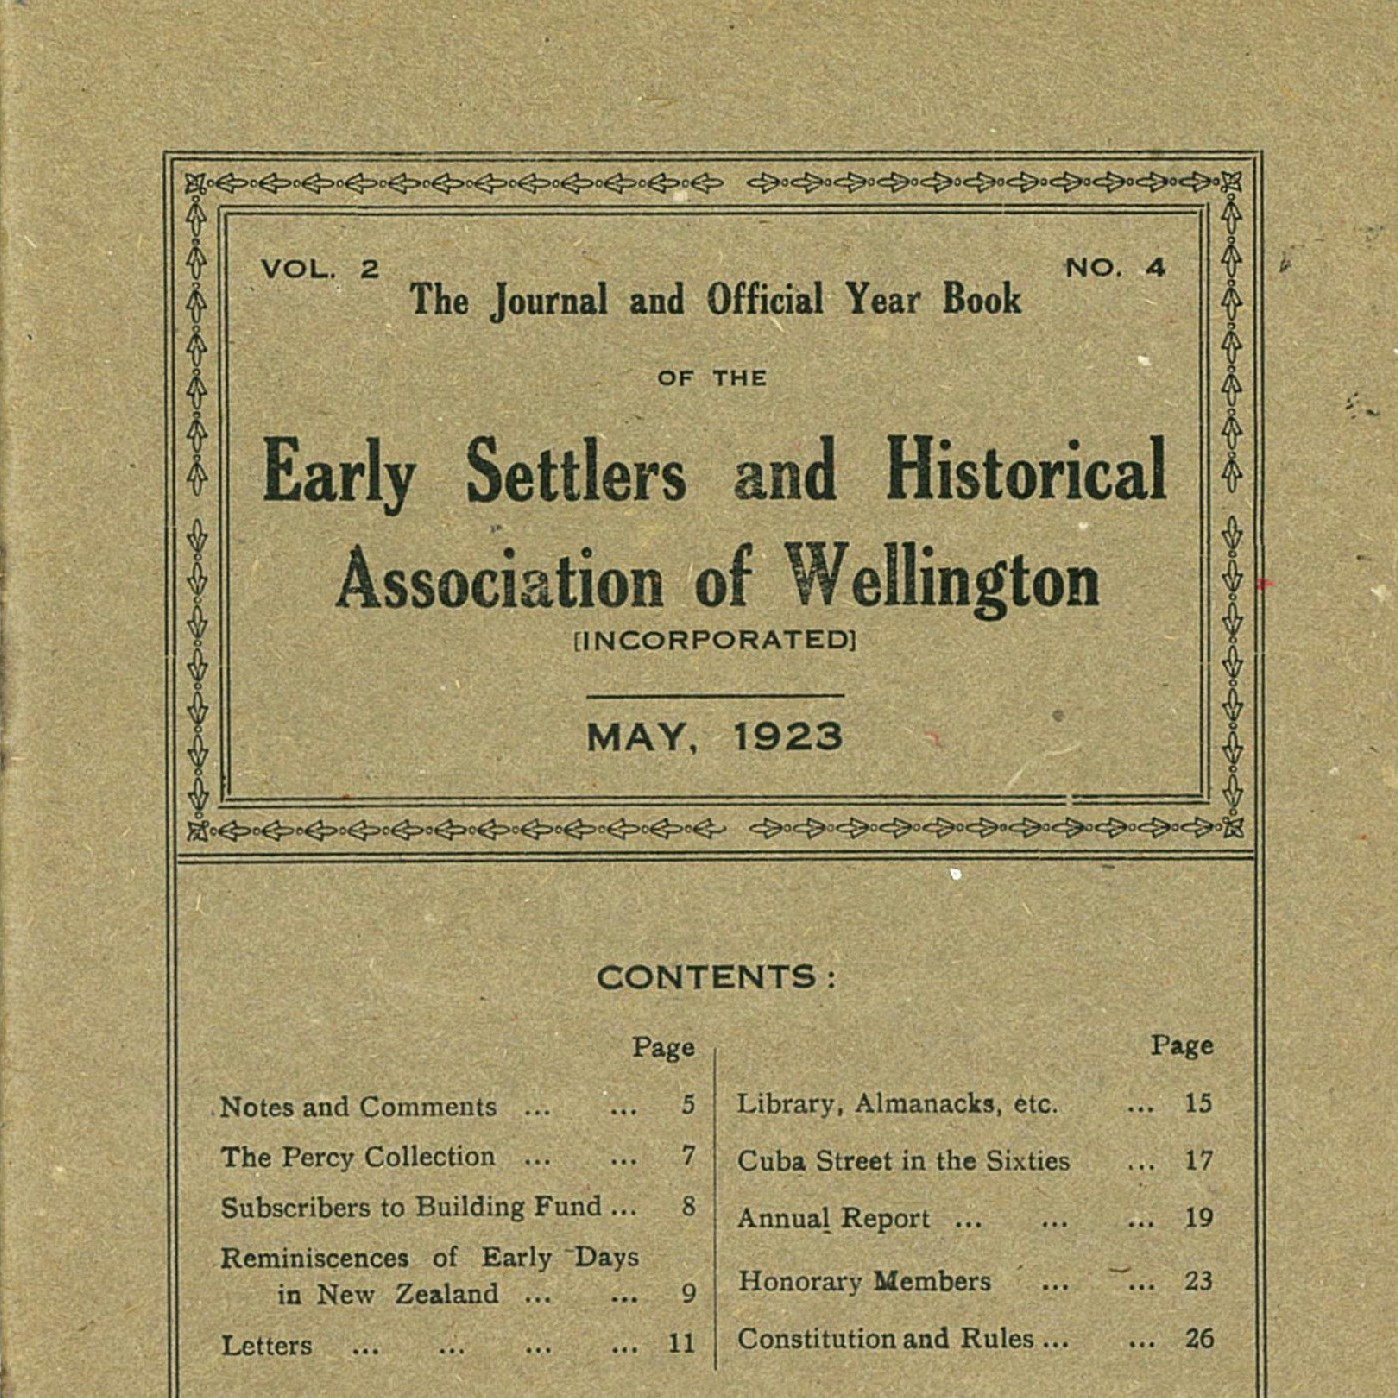 VOL. 2
NO. 4
The Journal and Official Year Book
OF THE
Early Settlers and Historical
Association of Wellington
[INCORPORATED]
MAY, 1923
CONTENTS :
Page
Notes and Comments ... ... 5
The Percy Collection ... ... 7
Subscribers to Building Fund ... 8
Reminiscences of Early Days
in New Zealand ... ... 9
Letters ... ... ... ... 11
Page
Library, Almanacks, etc. ... 15
Cuba Street in the Sixties ... 17
Annual Report ... ... ... 19
Honorary Members ... ... 23
Constitution and Rules ... ... 26